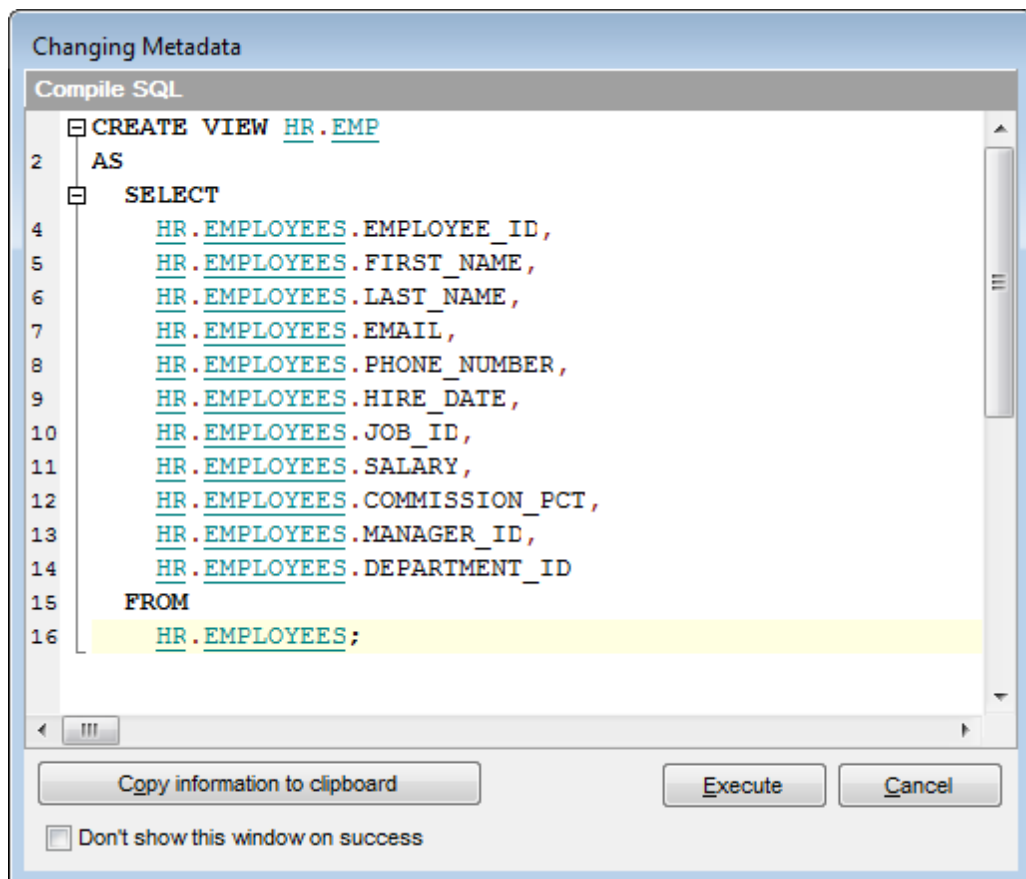 Changing Metadata
Compile SQL
CREATE VIEW HR.EMP
2 AS
SELECT
4 HR.EMPLOYEES.EMPLOYEE_ID,
5 HR.EMPLOYEES.FIRST_NAME,
6 HR.EMPLOYEES.LAST_NAME,
7 HR.EMPLOYEES.EMAIL,
8 HR.EMPLOYEES.PHONE_NUMBER,
9 HR.EMPLOYEES.HIRE_DATE,
10 HR.EMPLOYEES.JOB_ID,
11 HR.EMPLOYEES.SALARY,
12 HR.EMPLOYEES.COMMISSION_PCT,
13 HR.EMPLOYEES.MANAGER_ID,
14 HR.EMPLOYEES.DEPARTMENT_ID
15 FROM
16 HR.EMPLOYEES;
Copy information to clipboard Execute Cancel
Don't show this window on success